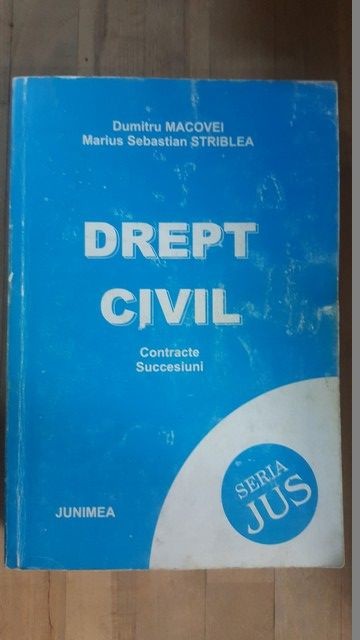 Dumitru MACOVEI
Marius Sebastian STRIBLEA
DREPT
CIVIL
Contracte
Succesiuni
SERIA
JUS
JUNIMEA